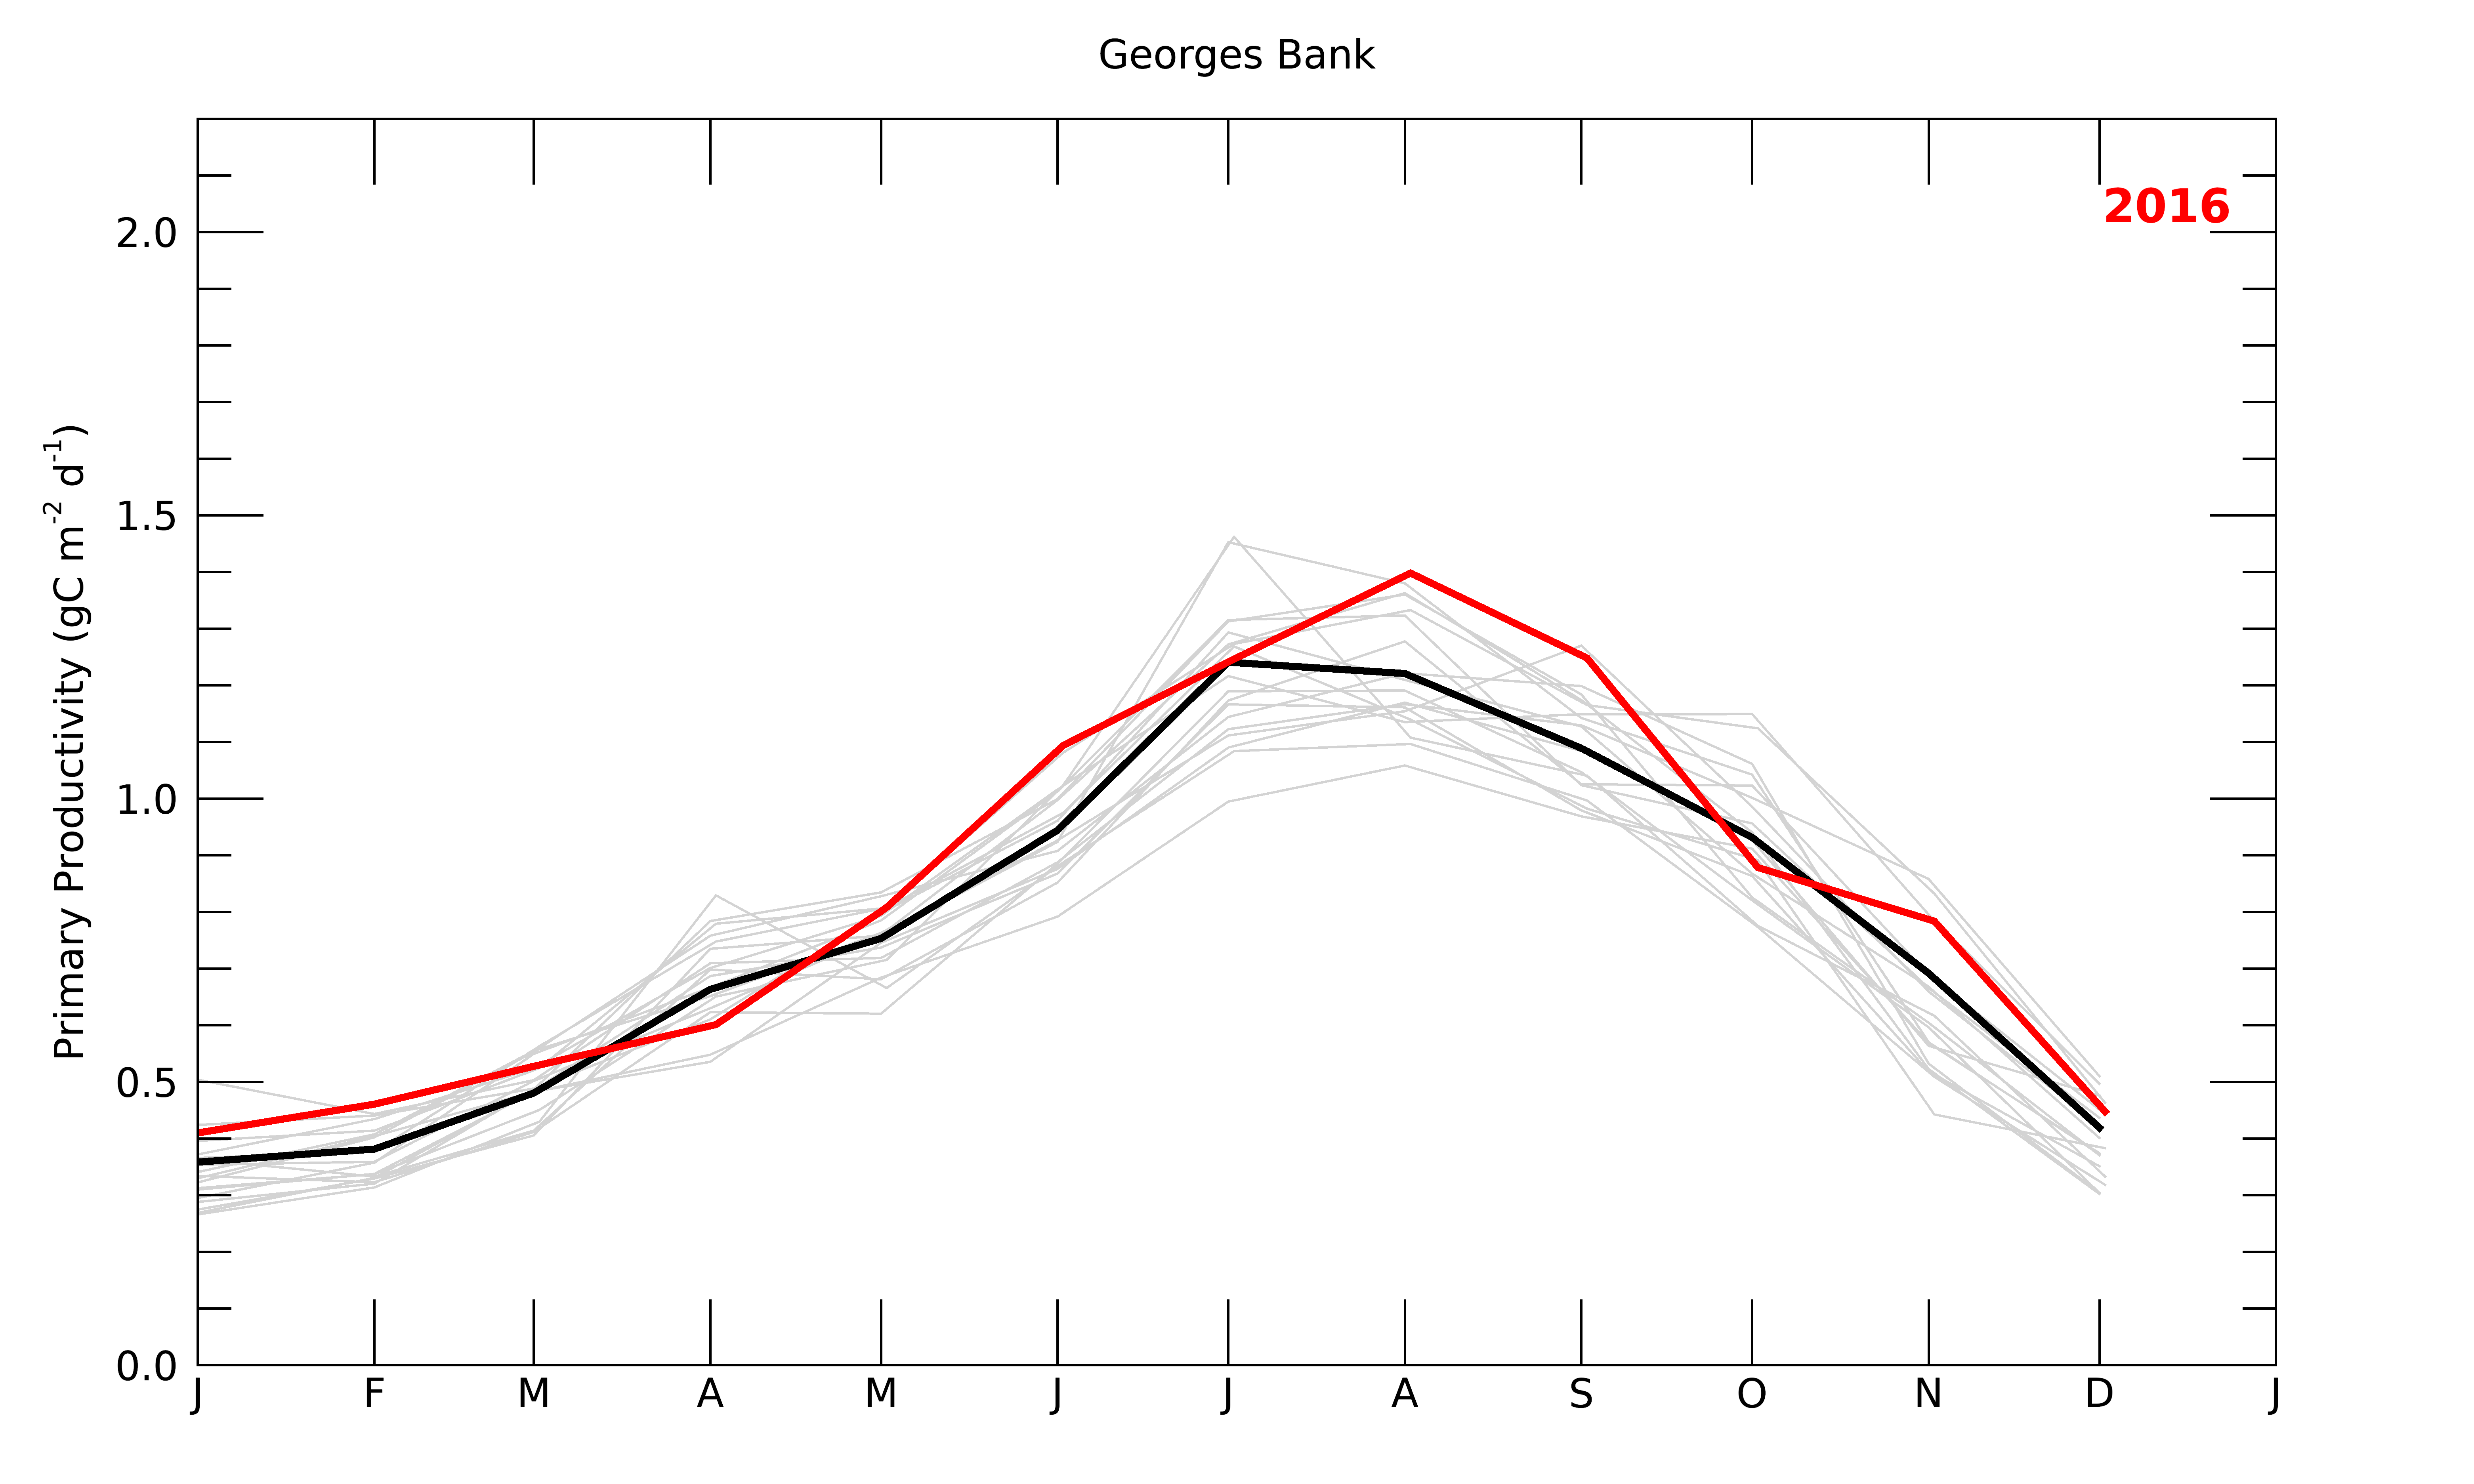 Georges Bank
2016
Primary Productivity (gC m⁻² d⁻¹)
2.0
1.5
1.0
0.5
0.0
J F M A M J J A S O N D J